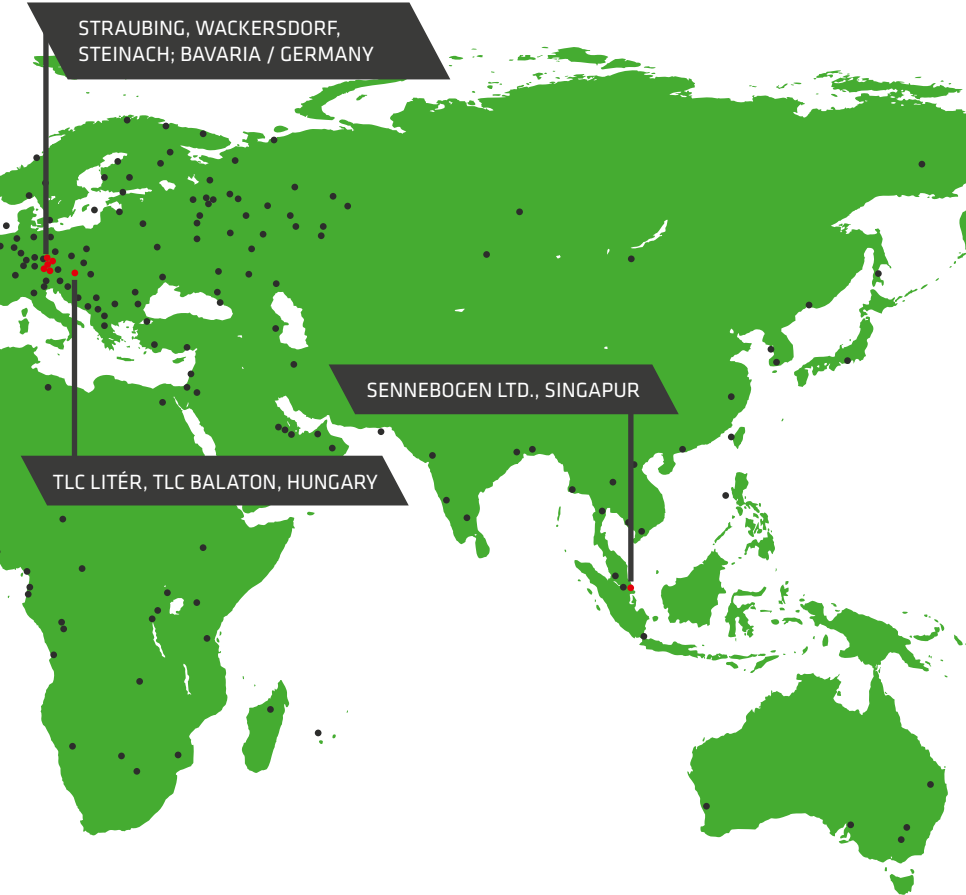 STRAUBING, WACKERSDORF,
STEINACH; BAVARIA / GERMANY
SENNEBOGEN LTD., SINGAPUR
TLC LITÉR, TLC BALATON, HUNGARY